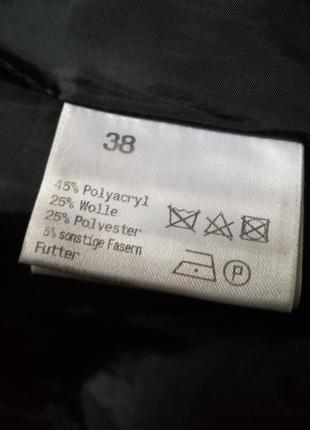 38
45% Polyacryl
25% Wolle
25% Polyester
5% sonstige Fasern
Futter
P